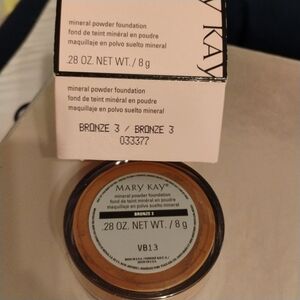 MARY KAY
mineral powder foundation
fond de teint minéral en poudre
maquillaje en polvo suelto mineral
.28 OZ. NET WT. / 8 g
mineral powder foundation
fond de teint minéral en poudre
maquillaje en polvo suelto mineral
BRONZE 3 / BRONZE 3
033377
MARY KAY®
mineral powder foundation
fond de teint minéral en poudre
maquillaje en polvo suelto mineral
BRONZE 3
.28 OZ. NET WT. / 8 g
VB13